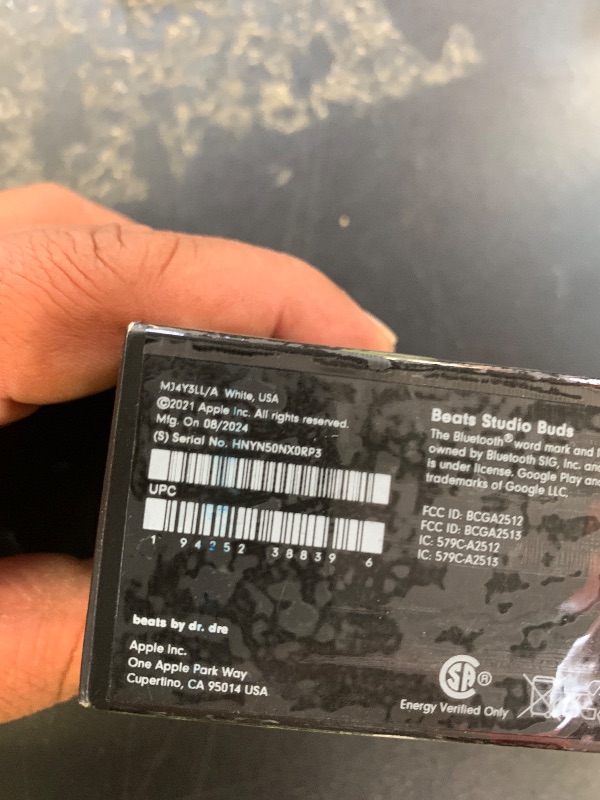 MJ4Y3LL/A White, USA
©2021 Apple Inc. All rights reserved.
Mfg. On 08/2024
(S) Serial No. HNYN50NX0RP3
UPC
1 94252 38839 6
beats by dr. dre
Apple Inc.
One Apple Park Way
Cupertino, CA 95014 USA
Beats Studio Buds
The Bluetooth® word mark and
owned by Bluetooth SIG, Inc. and
is under license. Google Play and
trademarks of Google LLC.
FCC ID: BCGA2512
FCC ID: BCGA2513
IC: 579C-A2512
IC: 579C-A2513
SA®
Energy Verified Only